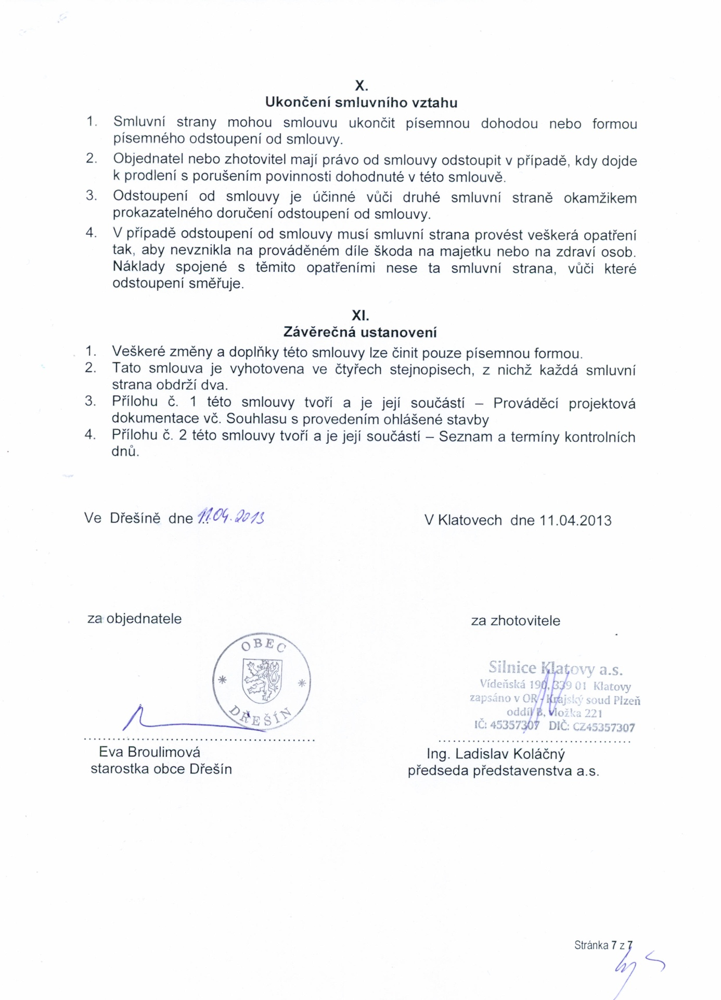 X.
Ukončení smluvního vztahu
1. Smluvní strany mohou smlouvu ukončit písemnou dohodou nebo formou
písemného odstoupení od smlouvy.
2. Objednatel nebo zhotovitel mají právo od smlouvy odstoupit v případě, kdy dojde
k prodlení s porušením povinnosti dohodnuté v této smlouvě.
3. Odstoupení od smlouvy je účinné vůči druhé smluvní straně okamžikem
prokazatelného doručení odstoupení od smlouvy.
4. V případě odstoupení od smlouvy musí smluvní strana provést veškerá opatření
tak, aby nevznikla na prováděném díle škoda na majetku nebo na zdraví osob.
Náklady spojené s těmito opatřeními nese ta smluvní strana, vůči které
odstoupení směřuje.
XI.
Závěrečná ustanovení
1. Veškeré změny a doplňky této smlouvy lze činit pouze písemnou formou.
2. Tato smlouva je vyhotovena ve čtyřech stejnopisech, z nichž každá smluvní
strana obdrží dva.
3. Přílohu č. 1 této smlouvy tvoří a je její součástí – Prováděcí projektová
dokumentace vč. Souhlasu s provedením ohlášené stavby
4. Přílohu č. 2 této smlouvy tvoří a je její součástí – Seznam a termíny kontrolních
dnů.
Ve Dřešíně dne 11.04.2013
V Klatovech dne 11.04.2013
za objednatele
za zhotovitele
OBEC
DŘEŠÍN
Silnice Klatovy a.s.
Vídeňská 190, 339 01 Klatovy
zapsáno v OR - Krajský soud Plzeň
oddíl B, vložka 221
IČ: 45357307 DIČ: CZ45357307
Eva Broulimová
starostka obce Dřešín
Ing. Ladislav Koláčný
předseda představenstva a.s.
Stránka 7 z 7